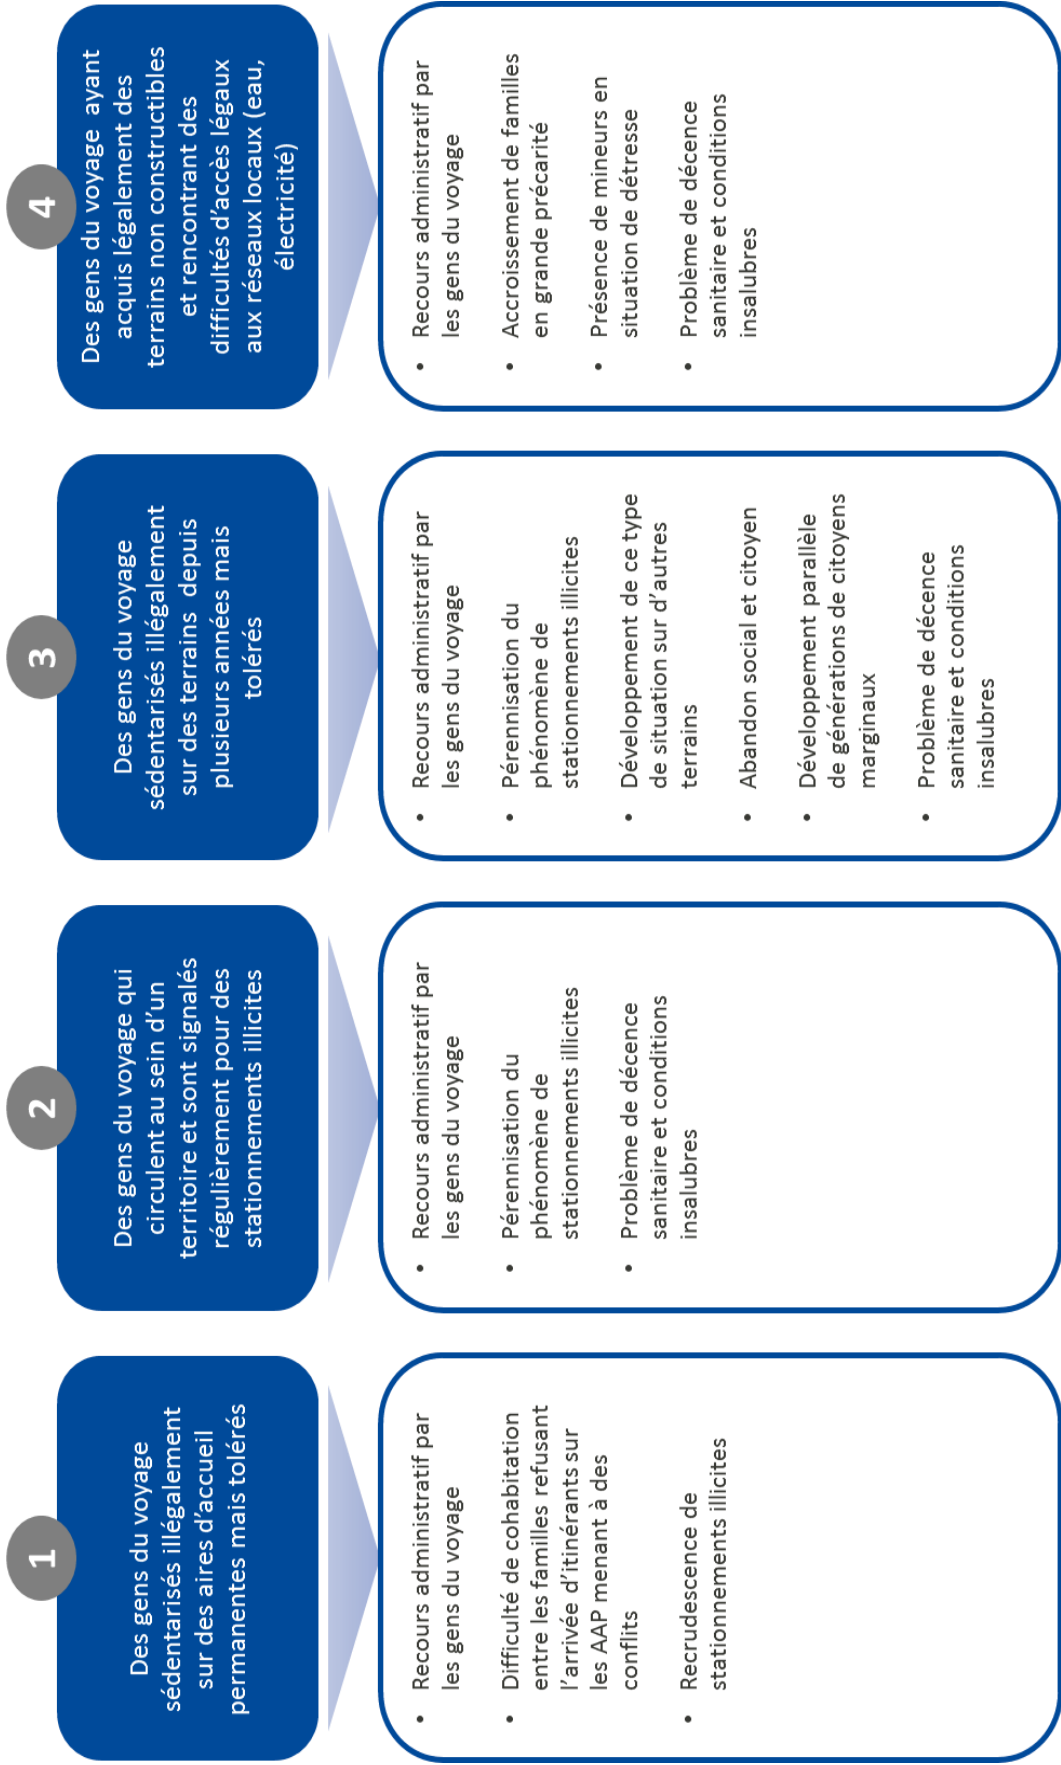 1
Des gens du voyage
sédentarisés illégalement
sur des aires d’accueil
permanentes mais tolérés
• Recours administratif par
les gens du voyage
• Difficulté de cohabitation
entre les familles refusant
l’arrivée d’itinérants sur
les AAP menant à des
conflits
• Recrudescence de
stationnements illicites
2
Des gens du voyage qui
circulent au sein d’un
territoire et sont signalés
régulièrement pour des
stationnements illicites
• Recours administratif par
les gens du voyage
• Pérennisation du
phénomène de
stationnements illicites
• Problème de décence
sanitaire et conditions
insalubres
3
Des gens du voyage
sédentarisés illégalement
sur des terrains depuis
plusieurs années mais
tolérés
• Recours administratif par
les gens du voyage
• Pérennisation du
phénomène de
stationnements illicites
• Développement de ce type
de situation sur d’autres
terrains
• Abandon social et citoyen
• Développement parallèle
de générations de citoyens
marginaux
• Problème de décence
sanitaire et conditions
insalubres
4
Des gens du voyage ayant
acquis légalement des
terrains non constructibles
et rencontrant des
difficultés d’accès légaux
aux réseaux locaux (eau,
électricité)
• Recours administratif par
les gens du voyage
• Accroissement de familles
en grande précarité
• Présence de mineurs en
situation de détresse
• Problème de décence
sanitaire et conditions
insalubres